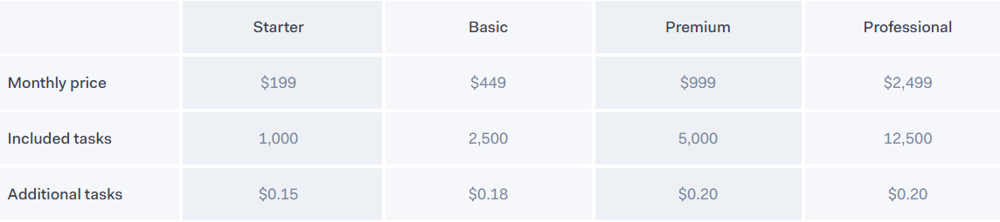 Starter Basic Premium Professional
Monthly price $199 $449 $999 $2,499
Included tasks 1,000 2,500 5,000 12,500
Additional tasks $0.15 $0.18 $0.20 $0.20